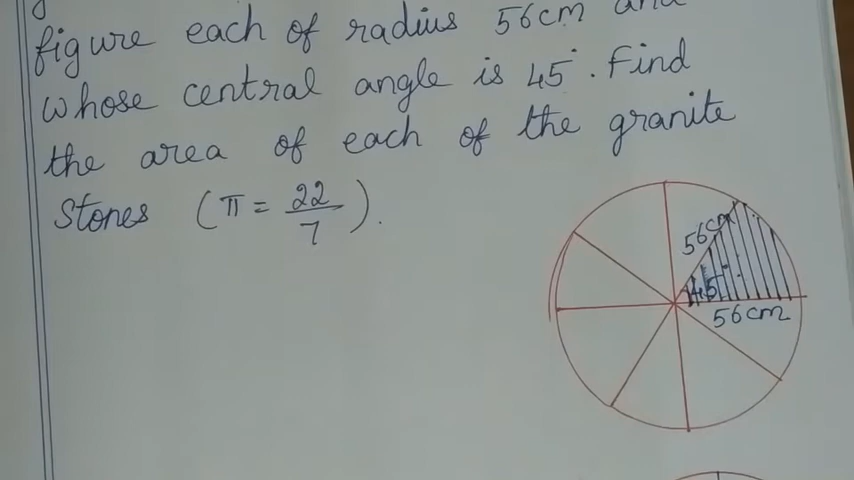 figure each of radius 56cm and
whose central angle is 45°. Find
the area of each of the granite
Stones (π = 22/7).
56cm
45°
56cm